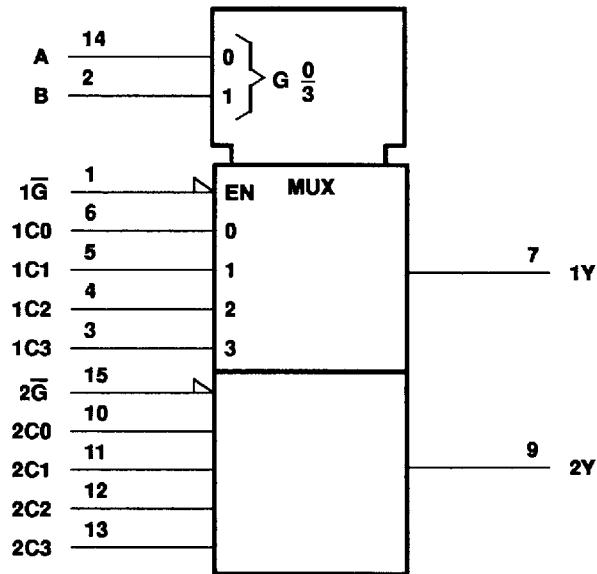 A 14 0
B 2 1 G 0/3
MUX
1G̅ 1 EN
1C0 6 0
1C1 5 1
1C2 4 2
1C3 3 3
7 1Y
2G̅ 15
2C0 10
2C1 11
2C2 12
2C3 13
9 2Y